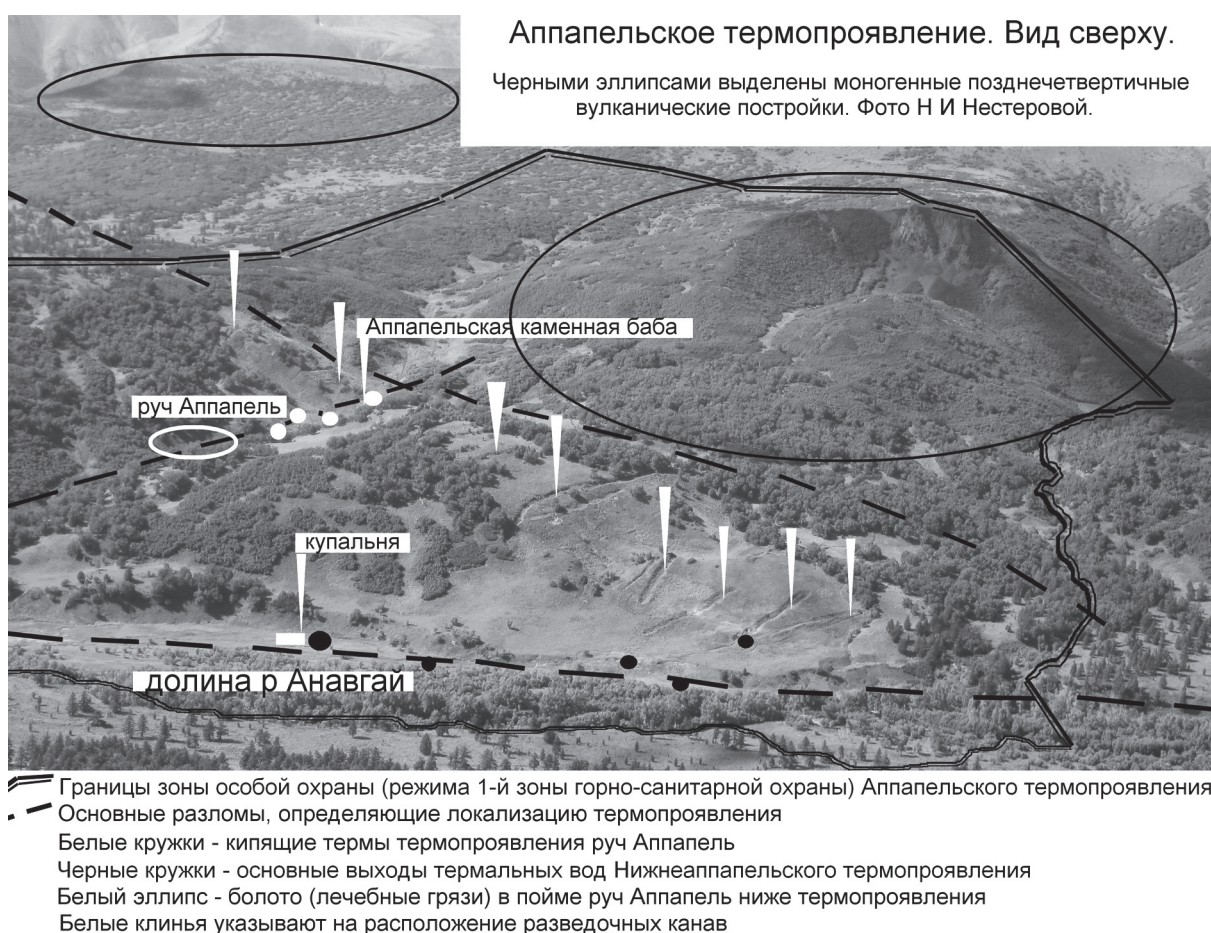 Аппапельское термопроявление. Вид сверху.
Черными эллипсами выделены моногенные позднечетвертичные
вулканические постройки. Фото Н И Нестеровой.
Аппапельская каменная баба
руч Аппапель
купальня
долина р Анавгай
Границы зоны особой охраны (режима 1-й зоны горно-санитарной охраны) Аппапельского термопроявления
Основные разломы, определяющие локализацию термопроявления
Белые кружки - кипящие термы термопроявления руч Аппапель
Черные кружки - основные выходы термальных вод Нижнеаппапельского термопроявления
Белый эллипс - болото (лечебные грязи) в пойме руч Аппапель ниже термопроявления
Белые клинья указывают на расположение разведочных канав